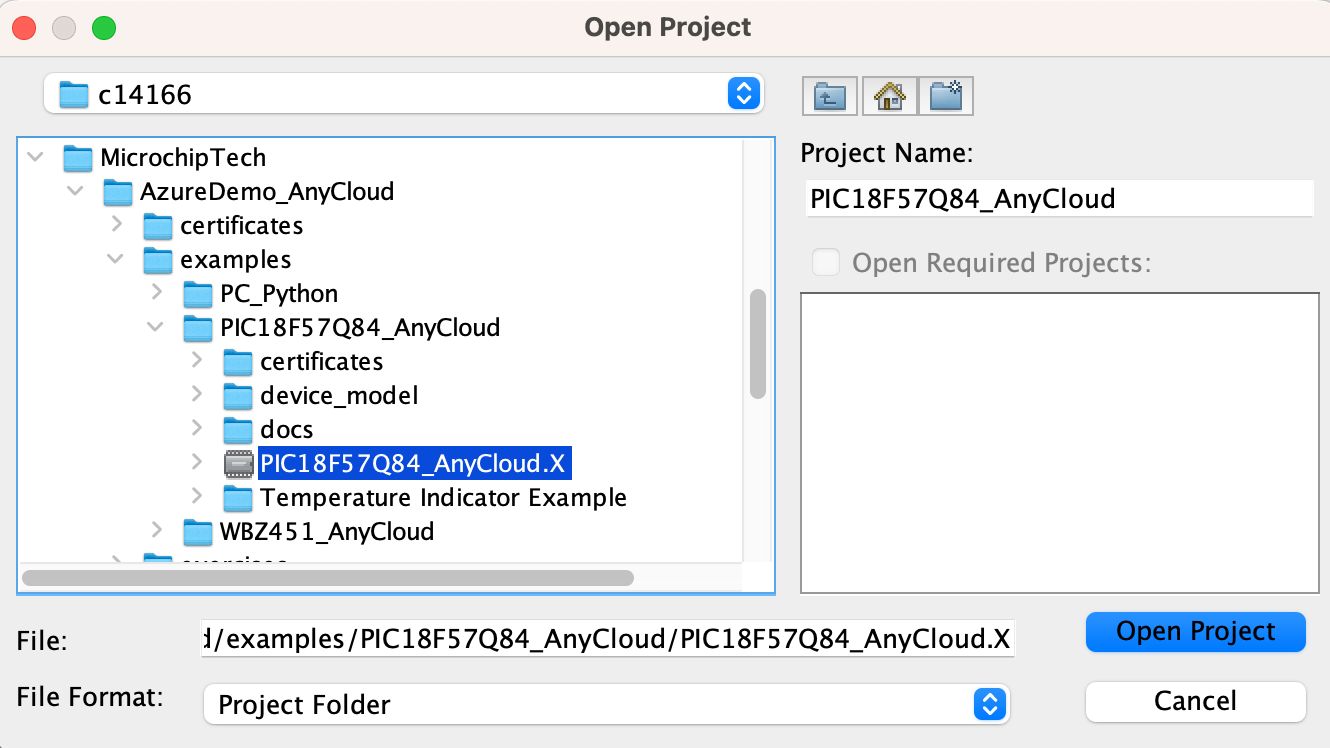 Open Project
c14166
MicrochipTech
AzureDemo_AnyCloud
certificates
examples
PC_Python
PIC18F57Q84_AnyCloud
certificates
device_model
docs
PIC18F57Q84_AnyCloud.X
Temperature Indicator Example
WBZ451_AnyCloud
Project Name:
PIC18F57Q84_AnyCloud
Open Required Projects:
File:
d/examples/PIC18F57Q84_AnyCloud/PIC18F57Q84_AnyCloud.X
Open Project
File Format:
Project Folder
Cancel